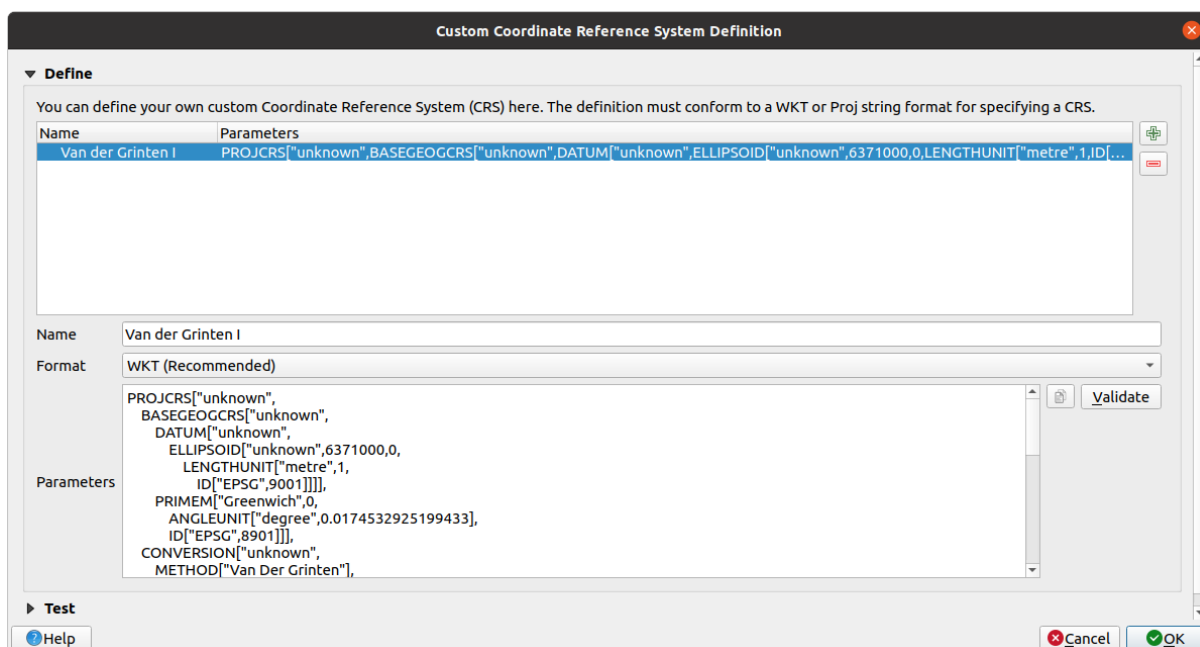 Custom Coordinate Reference System Definition
Define
You can define your own custom Coordinate Reference System (CRS) here. The definition must conform to a WKT or Proj string format for specifying a CRS.
Name Parameters
Van der Grinten I PROJCRS["unknown",BASEGEOGCRS["unknown",DATUM["unknown",ELLIPSOID["unknown",6371000,0,LENGTHUNIT["metre",1,ID[...
Name Van der Grinten I
Format WKT (Recommended)
PROJCRS["unknown", Validate
BASEGEOGCRS["unknown",
DATUM["unknown",
ELLIPSOID["unknown",6371000,0,
LENGTHUNIT["metre",1,
Parameters ID["EPSG",9001]]]],
PRIMEM["Greenwich",0,
ANGLEUNIT["degree",0.0174532925199433],
ID["EPSG",8901]]],
CONVERSION["unknown",
METHOD["Van Der Grinten"],
Test
Help Cancel OK